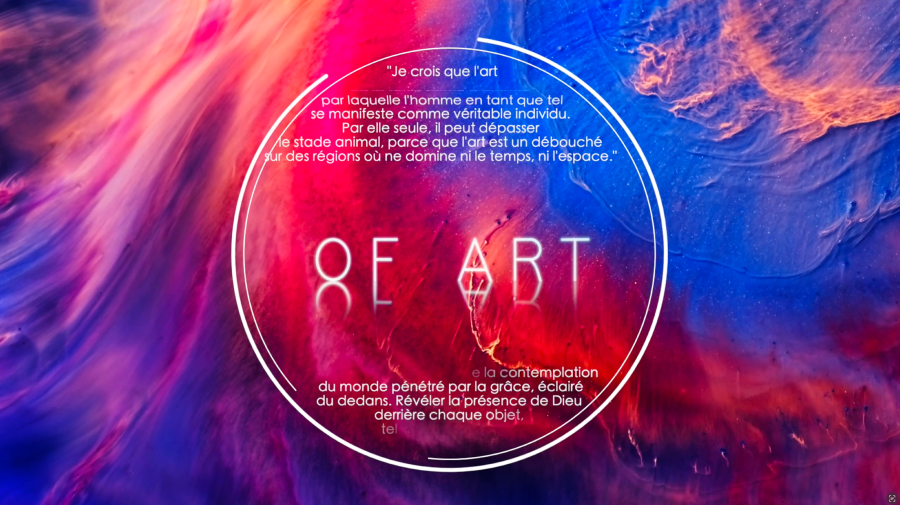 "Je crois que l'art
par laquelle l'homme en tant que tel
se manifeste comme véritable individu.
Par elle seule, il peut dépasser
le stade animal, parce que l'art est un débouché
sur des régions où ne domine ni le temps, ni l'espace."
OF ART
e la contemplation
du monde pénétré par la grâce, éclairé
du dedans. Révéler la présence de Dieu
derrière chaque objet.
tel